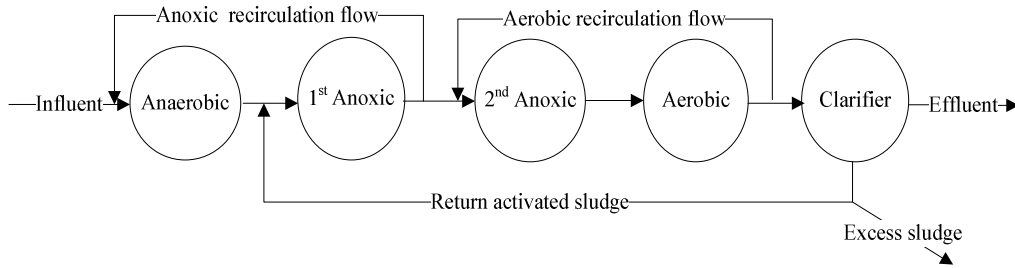 Anoxic recirculation flow
Aerobic recirculation flow
Influent
Anaerobic
1st Anoxic
2nd Anoxic
Aerobic
Clarifier
Effluent
Return activated sludge
Excess sludge